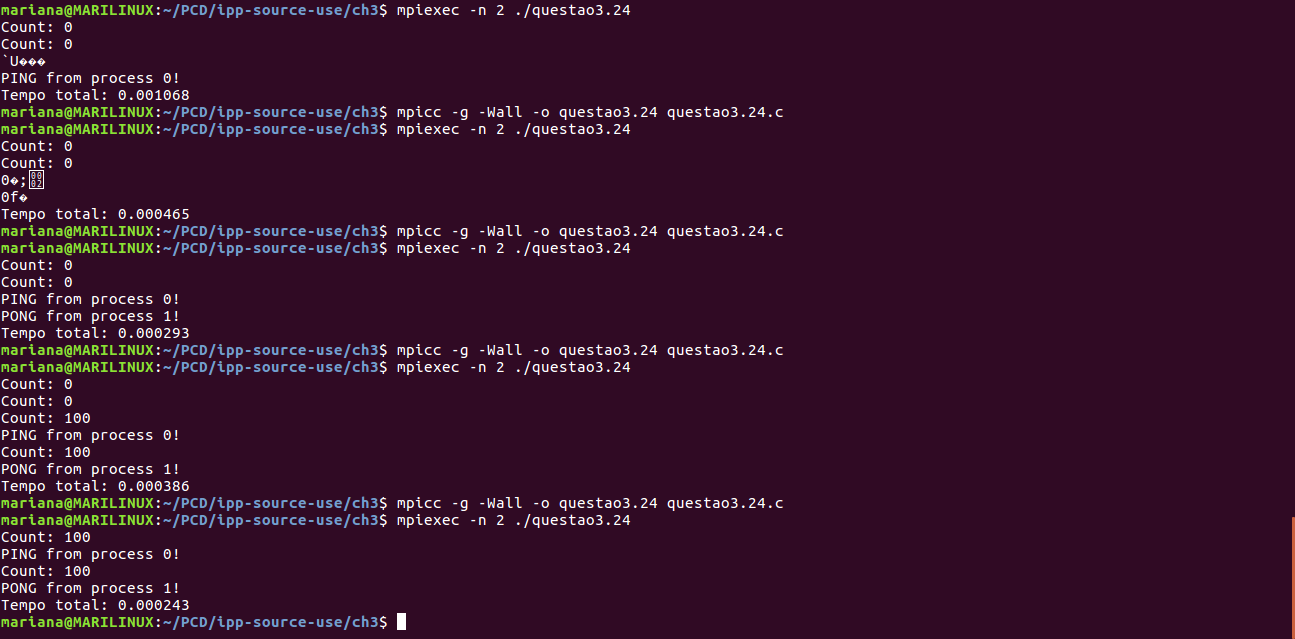 mariana@MARILINUX:~/PCD/ipp-source-use/ch3$ mpiexec -n 2 ./questao3.24
Count: 0
Count: 0
`U���
PING from process 0!
Tempo total: 0.001068
mariana@MARILINUX:~/PCD/ipp-source-use/ch3$ mpicc -g -Wall -o questao3.24 questao3.24.c
mariana@MARILINUX:~/PCD/ipp-source-use/ch3$ mpiexec -n 2 ./questao3.24
Count: 0
Count: 0
0�;
0f�
Tempo total: 0.000465
mariana@MARILINUX:~/PCD/ipp-source-use/ch3$ mpicc -g -Wall -o questao3.24 questao3.24.c
mariana@MARILINUX:~/PCD/ipp-source-use/ch3$ mpiexec -n 2 ./questao3.24
Count: 0
Count: 0
PING from process 0!
PONG from process 1!
Tempo total: 0.000293
mariana@MARILINUX:~/PCD/ipp-source-use/ch3$ mpicc -g -Wall -o questao3.24 questao3.24.c
mariana@MARILINUX:~/PCD/ipp-source-use/ch3$ mpiexec -n 2 ./questao3.24
Count: 0
Count: 0
Count: 100
PING from process 0!
Count: 100
PONG from process 1!
Tempo total: 0.000386
mariana@MARILINUX:~/PCD/ipp-source-use/ch3$ mpicc -g -Wall -o questao3.24 questao3.24.c
mariana@MARILINUX:~/PCD/ipp-source-use/ch3$ mpiexec -n 2 ./questao3.24
Count: 100
PING from process 0!
Count: 100
PONG from process 1!
Tempo total: 0.000243
mariana@MARILINUX:~/PCD/ipp-source-use/ch3$